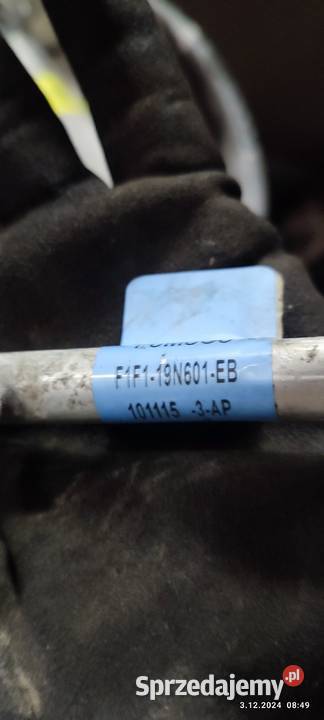 F1F1-19N601-EB
101115 -3-AP
Sprzedajemy.pl
3.12.2024 08:49